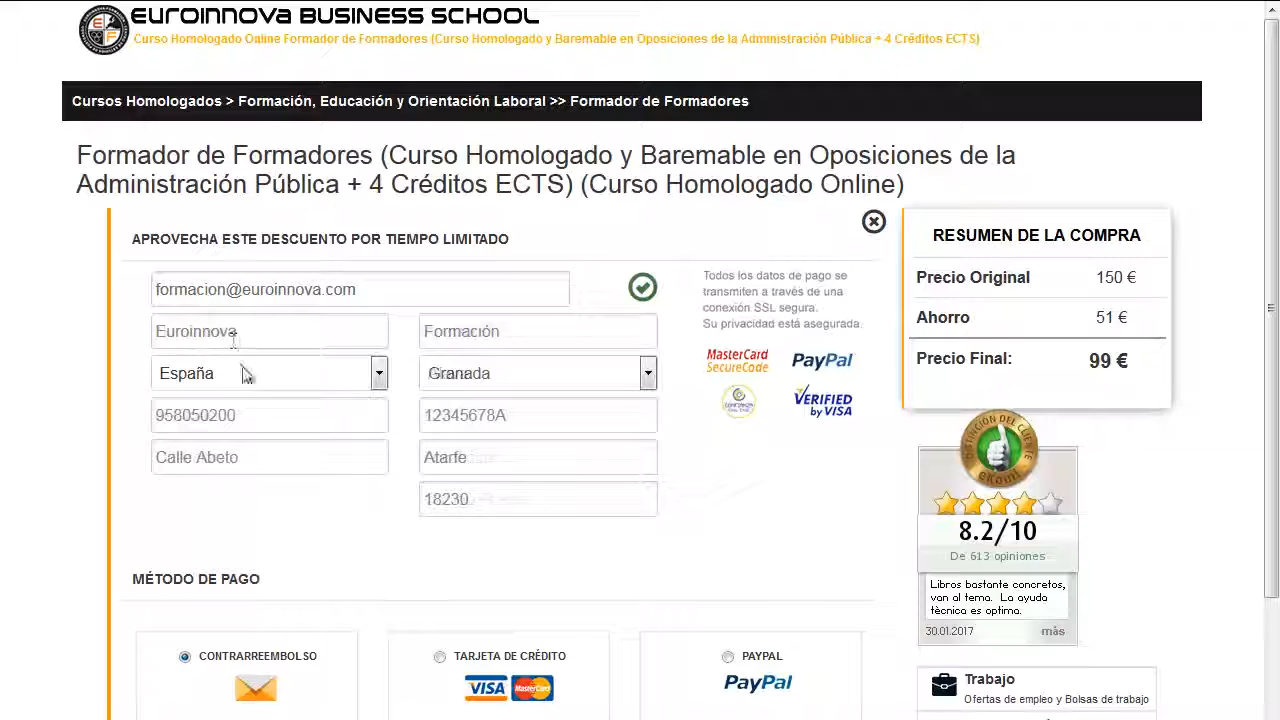 EUROINNOVA BUSINESS SCHOOL
Curso Homologado Online Formador de Formadores (Curso Homologado y Baremable en Oposiciones de la Administración Pública + 4 Créditos ECTS)
Cursos Homologados > Formación, Educación y Orientación Laboral >> Formador de Formadores
Formador de Formadores (Curso Homologado y Baremable en Oposiciones de la
Administración Pública + 4 Créditos ECTS) (Curso Homologado Online)
APROVECHA ESTE DESCUENTO POR TIEMPO LIMITADO
formacion@euroinnova.com
Euroinnova
Formación
España
Granada
958050200
12345678A
Calle Abeto
Atarfe
18230
Todos los datos de pago se
transmiten a través de una
conexión SSL segura.
Su privacidad está asegurada.
MasterCard
SecureCode
PayPal
VERIFIED
by VISA
RESUMEN DE LA COMPRA
Precio Original 150 €
Ahorro 51 €
Precio Final: 99 €
DISTINCIÓN DEL CLIENTE
eKomi
8.2/10
De 613 opiniones
Libros bastante concretos,
van al tema. La ayuda
tècnica es optima.
30.01.2017 más
MÉTODO DE PAGO
CONTRARREEMBOLSO
TARJETA DE CRÉDITO
VISA
MasterCard
PAYPAL
PayPal
Trabajo
Ofertas de empleo y Bolsas de trabajo